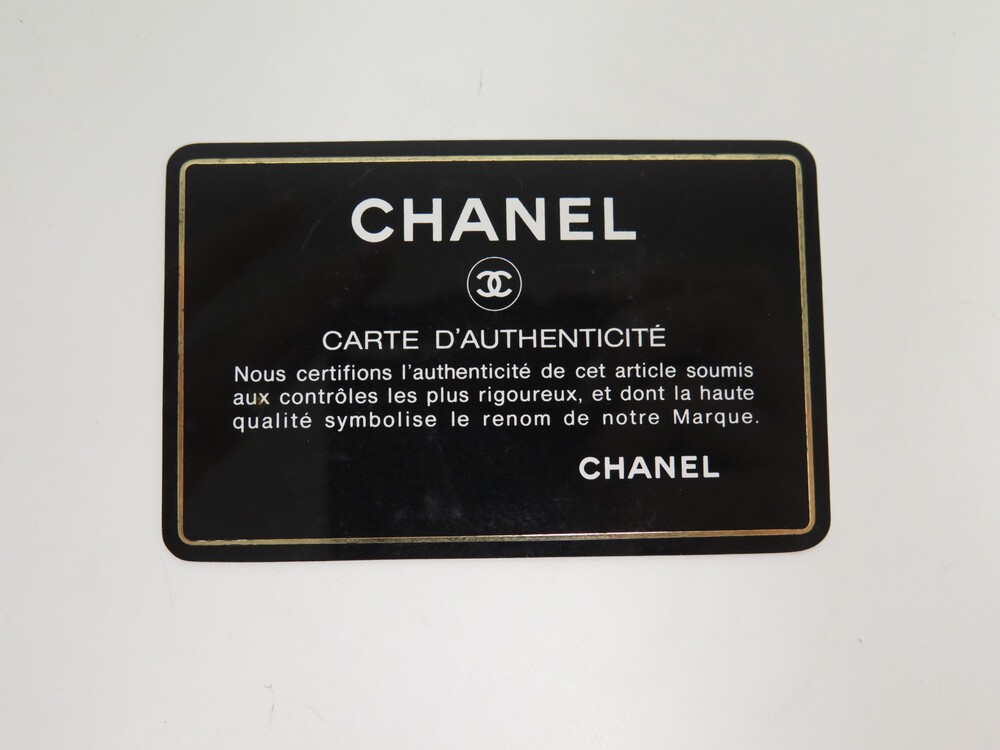 CHANEL
CARTE D'AUTHENTICITÉ
Nous certifions l'authenticité de cet article soumis
aux contrôles les plus rigoureux, et dont la haute
qualité symbolise le renom de notre Marque.
CHANEL